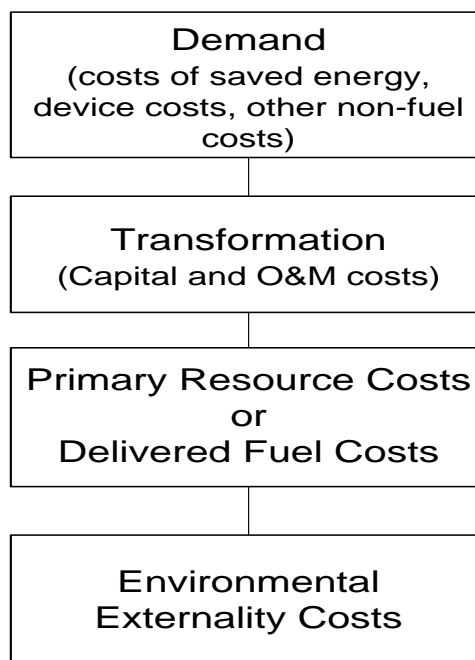 Demand
(costs of saved energy,
device costs, other non-fuel
costs)
Transformation
(Capital and O&M costs)
Primary Resource Costs
or
Delivered Fuel Costs
Environmental
Externality Costs